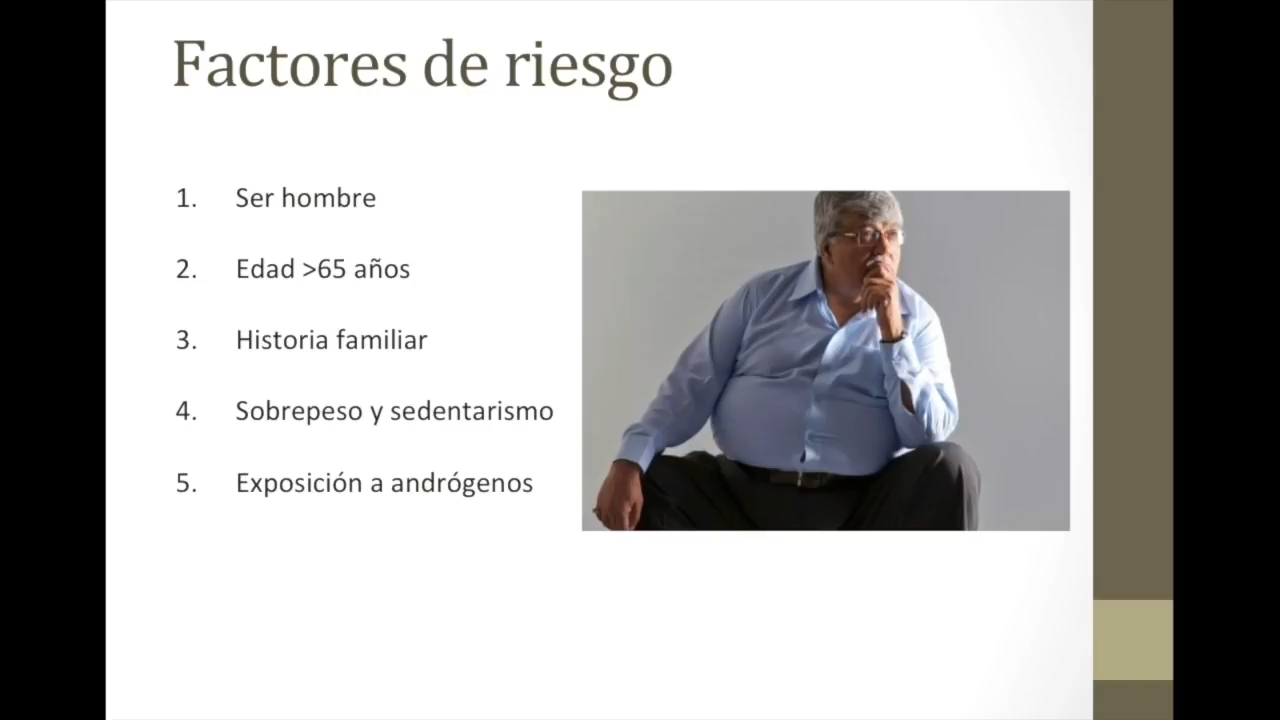 Factores de riesgo
1. Ser hombre
2. Edad >65 años
3. Historia familiar
4. Sobrepeso y sedentarismo
5. Exposición a andrógenos